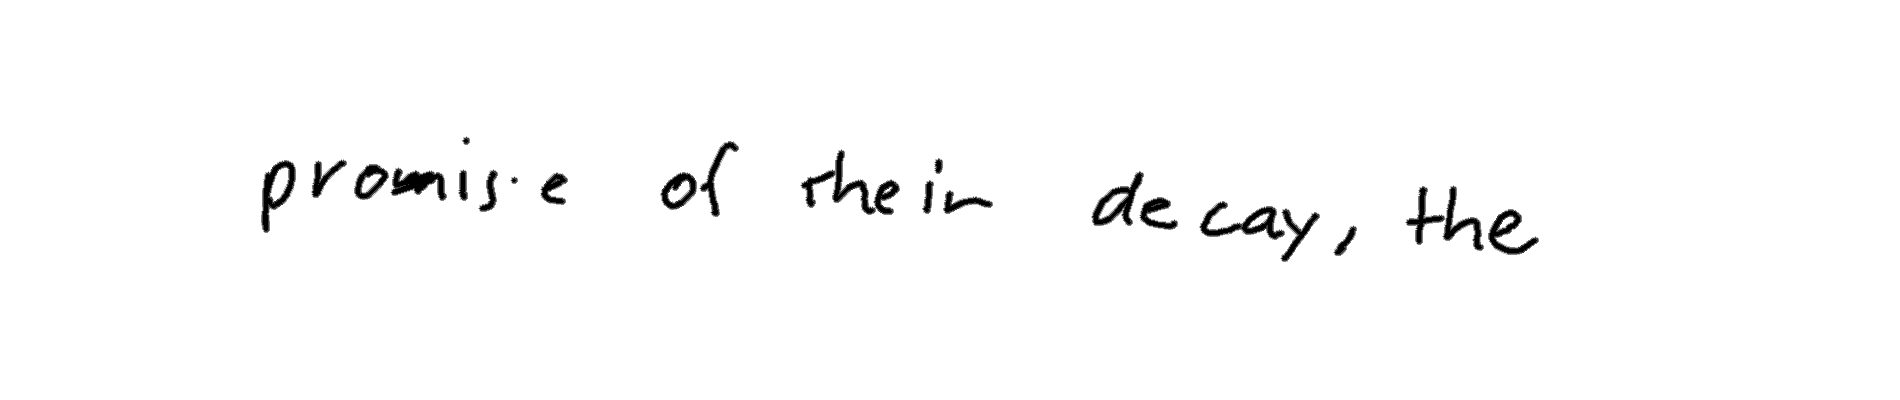 promise of their decay, the